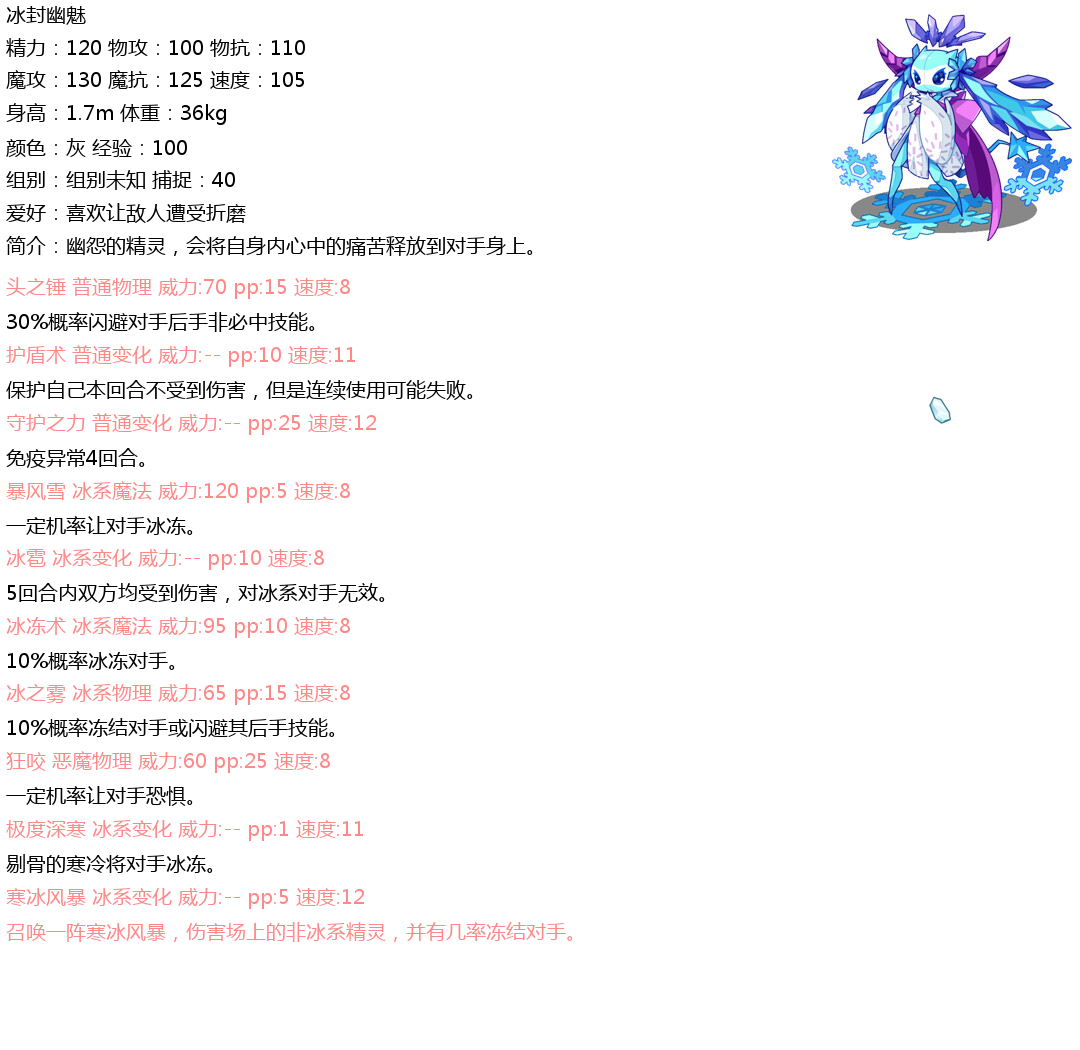 冰封幽魅
精力：120 物攻：100 物抗：110
魔攻：130 魔抗：125 速度：105
身高：1.7m 体重：36kg
颜色：灰 经验：100
组别：组别未知 捕捉：40
爱好：喜欢让敌人遭受折磨
简介：幽怨的精灵，会将自身内心中的痛苦释放到对手身上。
头之锤 普通物理 威力:70 pp:15 速度:8
30%概率闪避对手后手非必中技能。
护盾术 普通变化 威力:-- pp:10 速度:11
保护自己本回合不受到伤害，但是连续使用可能失败。
守护之力 普通变化 威力:-- pp:25 速度:12
免疫异常4回合。
暴风雪 冰系魔法 威力:120 pp:5 速度:8
一定机率让对手冰冻。
冰雹 冰系变化 威力:-- pp:10 速度:8
5回合内双方均受到伤害，对冰系对手无效。
冰冻术 冰系魔法 威力:95 pp:10 速度:8
10%概率冰冻对手。
冰之雾 冰系物理 威力:65 pp:15 速度:8
10%概率冻结对手或闪避其后手技能。
狂咬 恶魔物理 威力:60 pp:25 速度:8
一定机率让对手恐惧。
极度深寒 冰系变化 威力:-- pp:1 速度:11
剔骨的寒冷将对手冰冻。
寒冰风暴 冰系变化 威力:-- pp:5 速度:12
召唤一阵寒冰风暴，伤害场上的非冰系精灵，并有几率冻结对手。